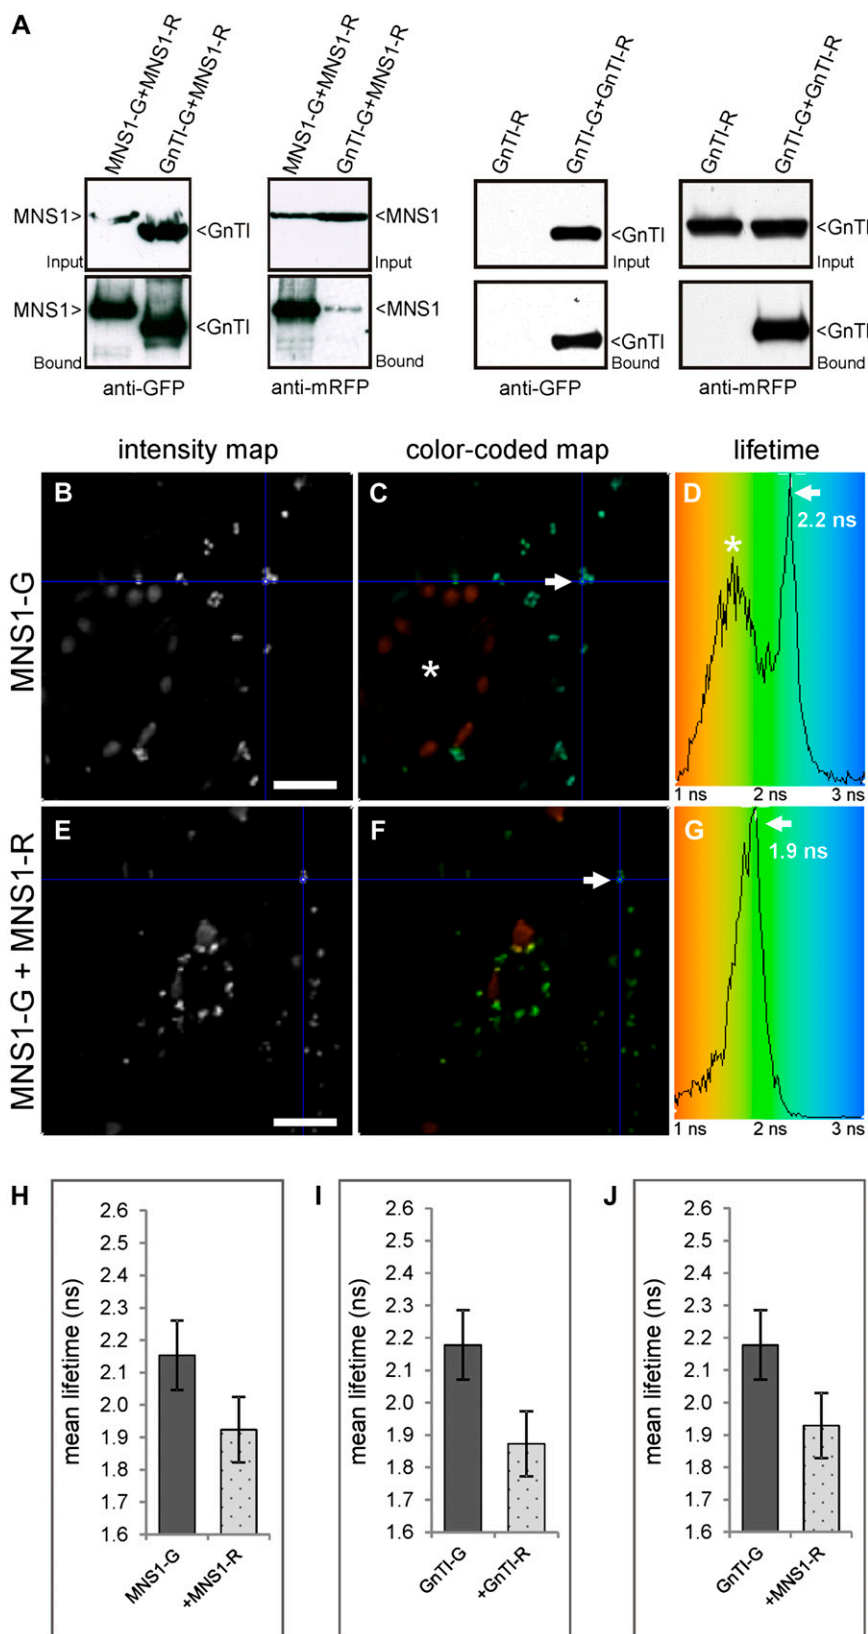 A
MNS1-G+MNS1-R
GnTI-G+MNS1-R
MNS1-G+MNS1-R
GnTI-G+MNS1-R
GnTI-R
GnTI-G+GnTI-R
GnTI-R
GnTI-G+GnTI-R
MNS1>
<GnTI
Input
<MNS1
Input
<GnTI
Input
<GnTI
Input
MNS1>
<GnTI
Bound
<MNS1
Bound
<GnTI
Bound
<GnTI
Bound
anti-GFP
anti-mRFP
anti-GFP
anti-mRFP
intensity map
color-coded map
lifetime
MNS1-G
B
C
*
D
*
2.2 ns
1 ns 2 ns 3 ns
MNS1-G + MNS1-R
E
F
G
1.9 ns
1 ns 2 ns 3 ns
H
mean lifetime (ns)
2.6
2.5
2.4
2.3
2.2
2.1
2.0
1.9
1.8
1.7
1.6
MNS1-G
+MNS1-R
I
mean lifetime (ns)
2.6
2.5
2.4
2.3
2.2
2.1
2.0
1.9
1.8
1.7
1.6
GnTI-G
+GnTI-R
J
mean lifetime (ns)
2.6
2.5
2.4
2.3
2.2
2.1
2.0
1.9
1.8
1.7
1.6
GnTI-G
+MNS1-R